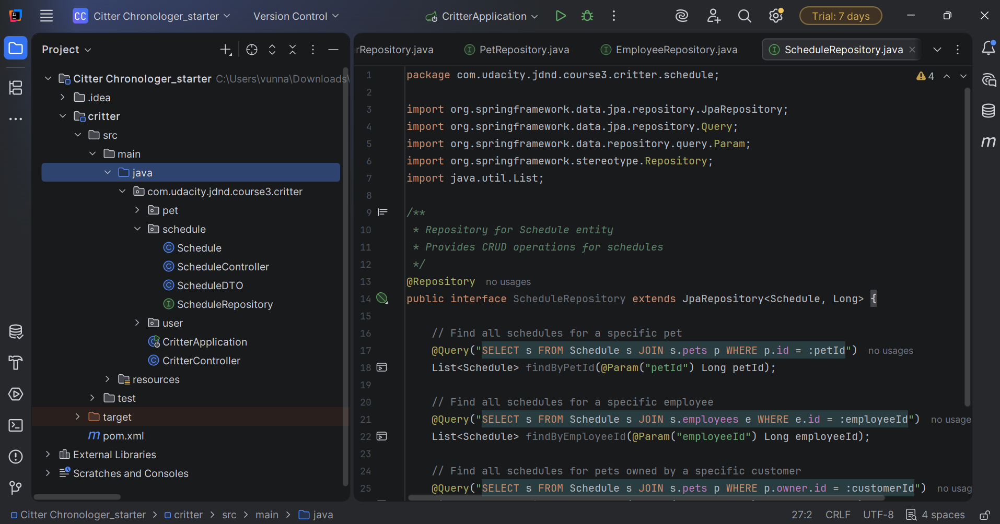 CC Citter Chronologer_starter Version Control CritterApplication Trial: 7 days
Project
Citter Chronologer_starter C:\Users\vunna\Downloads\
.idea
critter
src
main
java
com.udacity.jdnd.course3.critter
pet
schedule
Schedule
ScheduleController
ScheduleDTO
ScheduleRepository
user
CritterApplication
CritterController
resources
test
target
pom.xml
External Libraries
Scratches and Consoles
rRepository.java PetRepository.java EmployeeRepository.java ScheduleRepository.java
4
1 package com.udacity.jdnd.course3.critter.schedule;
2
3 import org.springframework.data.jpa.repository.JpaRepository;
4 import org.springframework.data.jpa.repository.Query;
5 import org.springframework.data.repository.query.Param;
6 import org.springframework.stereotype.Repository;
7 import java.util.List;
8
9 /**
10 * Repository for Schedule entity
11 * Provides CRUD operations for schedules
12 */
13 @Repository no usages
14 public interface ScheduleRepository extends JpaRepository<Schedule, Long> {
15
16 // Find all schedules for a specific pet
17 @Query("SELECT s FROM Schedule s JOIN s.pets p WHERE p.id = :petId") no usages
18 List<Schedule> findByPetId(@Param("petId") Long petId);
19
20 // Find all schedules for a specific employee
21 @Query("SELECT s FROM Schedule s JOIN s.employees e WHERE e.id = :employeeId") no usage
22 List<Schedule> findByEmployeeId(@Param("employeeId") Long employeeId);
23
24 // Find all schedules for pets owned by a specific customer
25 @Query("SELECT s FROM Schedule s JOIN s.pets p WHERE p.owner.id = :customerId") no usag
Citter Chronologer_starter > critter > src > main > java 27:2 CRLF UTF-8 4 spaces